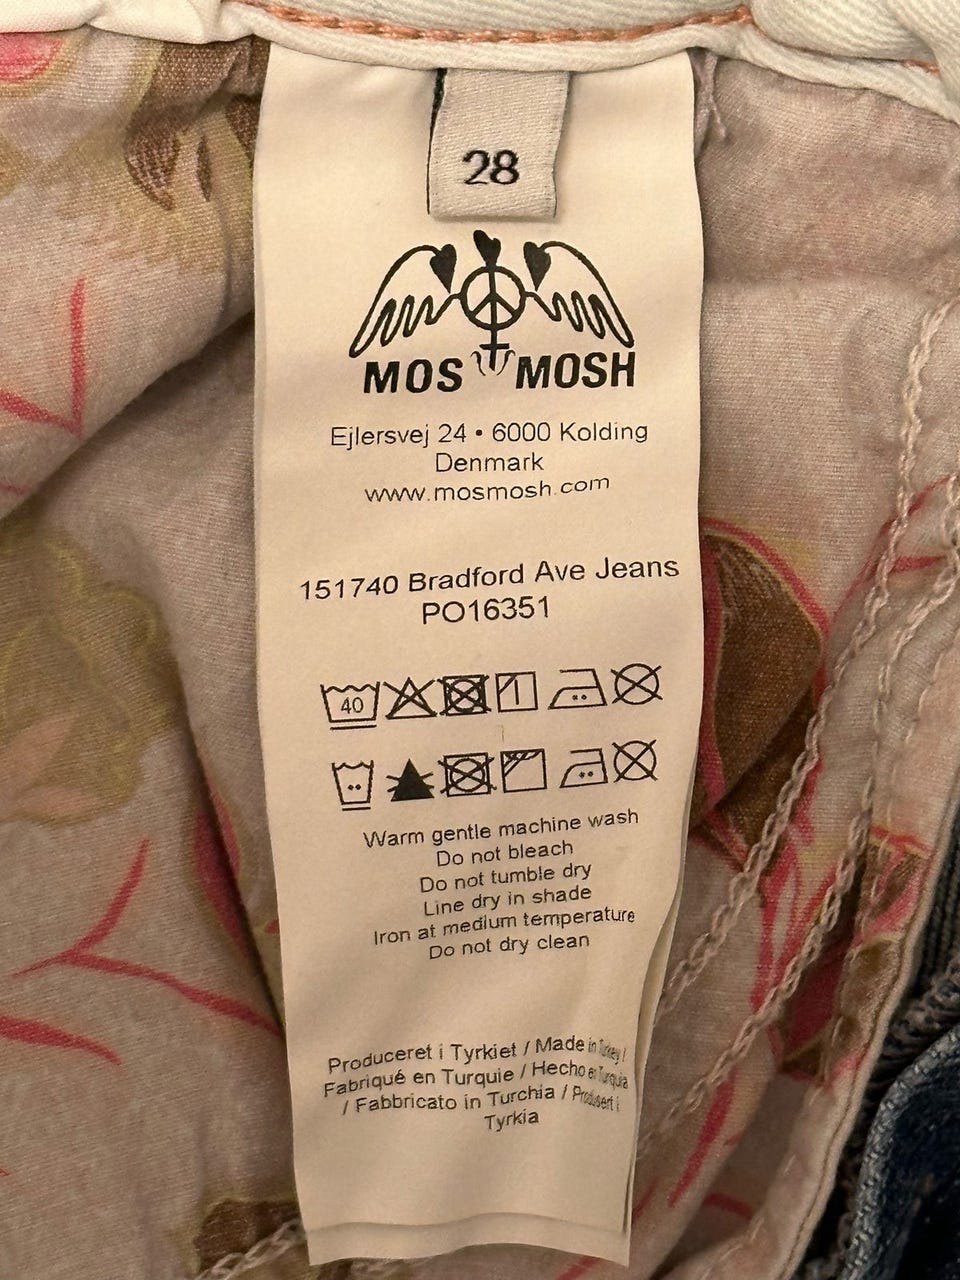 28
MOS MOSH
Ejlersvej 24 • 6000 Kolding
Denmark
www.mosmosh.com
151740 Bradford Ave Jeans
PO16351
40
Warm gentle machine wash
Do not bleach
Do not tumble dry
Line dry in shade
Iron at medium temperature
Do not dry clean
Produceret i Tyrkiet / Made in Turkey /
Fabriqué en Turquie / Hecho en Turquia
/ Fabbricato in Turchia / Produsert i
Tyrkia